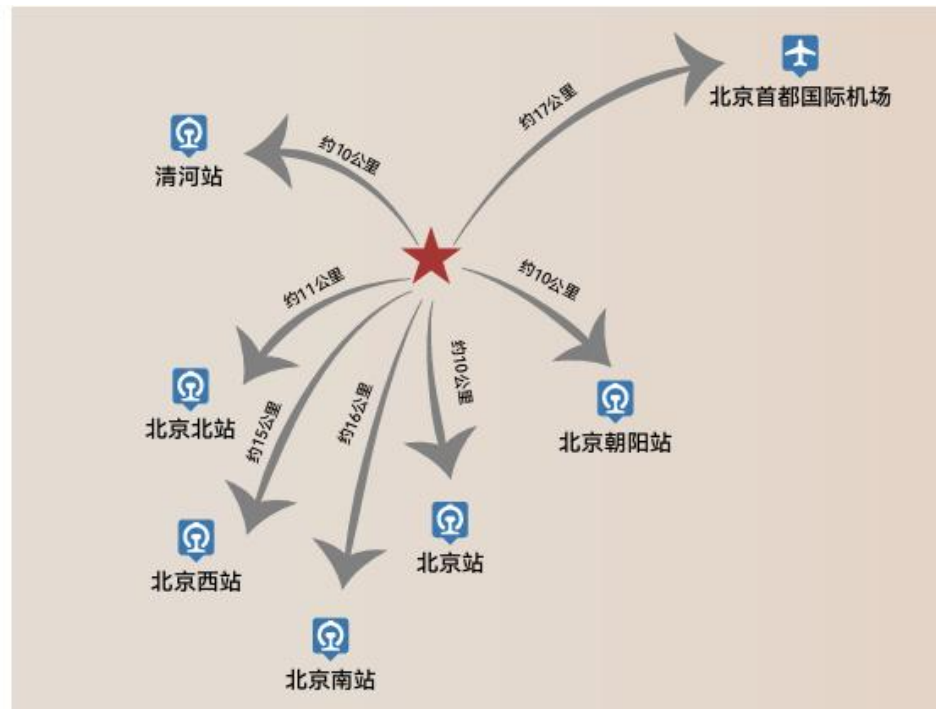 北京首都国际机场
约17公里
约10公里
清河站
约10公里
约11公里
约10公里
约16公里
约15公里
北京北站
北京朝阳站
北京站
北京西站
北京南站